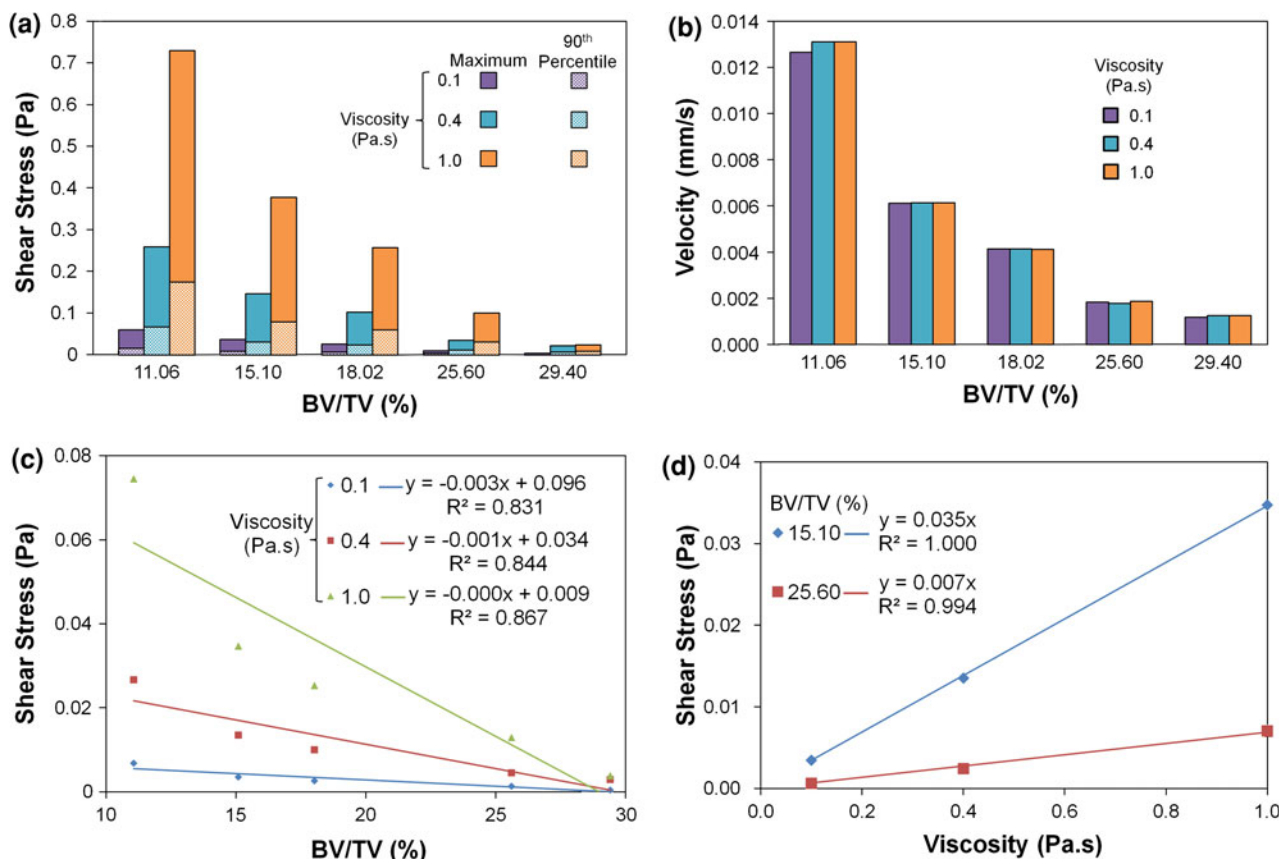 (a)
Shear Stress (Pa)
0.8
0.7
0.6
0.5
0.4
0.3
0.2
0.1
0
Maximum
90th
Percentile
Viscosity
(Pa.s)
0.1
0.4
1.0
11.06 15.10 18.02 25.60 29.40
BV/TV (%)
(b)
Velocity (mm/s)
0.014
0.012
0.010
0.008
0.006
0.004
0.002
0.000
Viscosity
(Pa.s)
0.1
0.4
1.0
11.06 15.10 18.02 25.60 29.40
BV/TV (%)
(c)
Shear Stress (Pa)
0.08
0.06
0.04
0.02
0
Viscosity
(Pa.s)
0.1 y = -0.003x + 0.096
R² = 0.831
0.4 y = -0.001x + 0.034
R² = 0.844
1.0 y = -0.000x + 0.009
R² = 0.867
10 15 20 25 30
BV/TV (%)
(d)
Shear Stress (Pa)
0.04
0.03
0.02
0.01
0.00
BV/TV (%)
15.10 y = 0.035x
R² = 1.000
25.60 y = 0.007x
R² = 0.994
0.0 0.2 0.4 0.6 0.8 1.0
Viscosity (Pa.s)